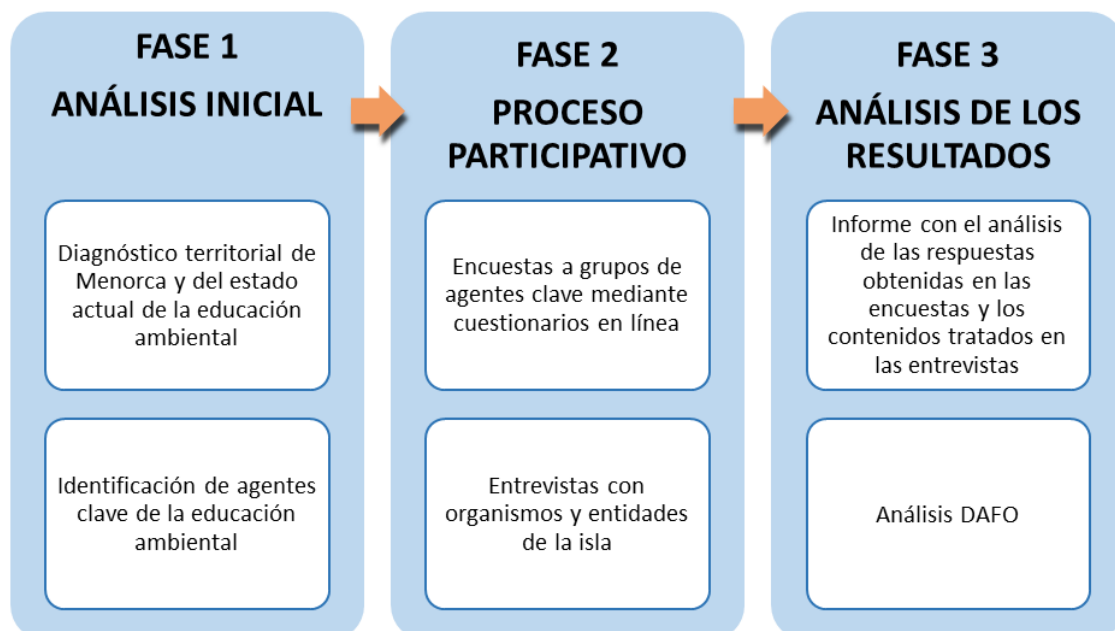 FASE 1
ANÁLISIS INICIAL
Diagnóstico territorial de
Menorca y del estado
actual de la educación
ambiental
Identificación de agentes
clave de la educación
ambiental
FASE 2
PROCESO
PARTICIPATIVO
Encuestas a grupos de
agentes clave mediante
cuestionarios en línea
Entrevistas con
organismos y entidades
de la isla
FASE 3
ANÁLISIS DE LOS
RESULTADOS
Informe con el análisis
de las respuestas
obtenidas en las
encuestas y los
contenidos tratados en
las entrevistas
Análisis DAFO